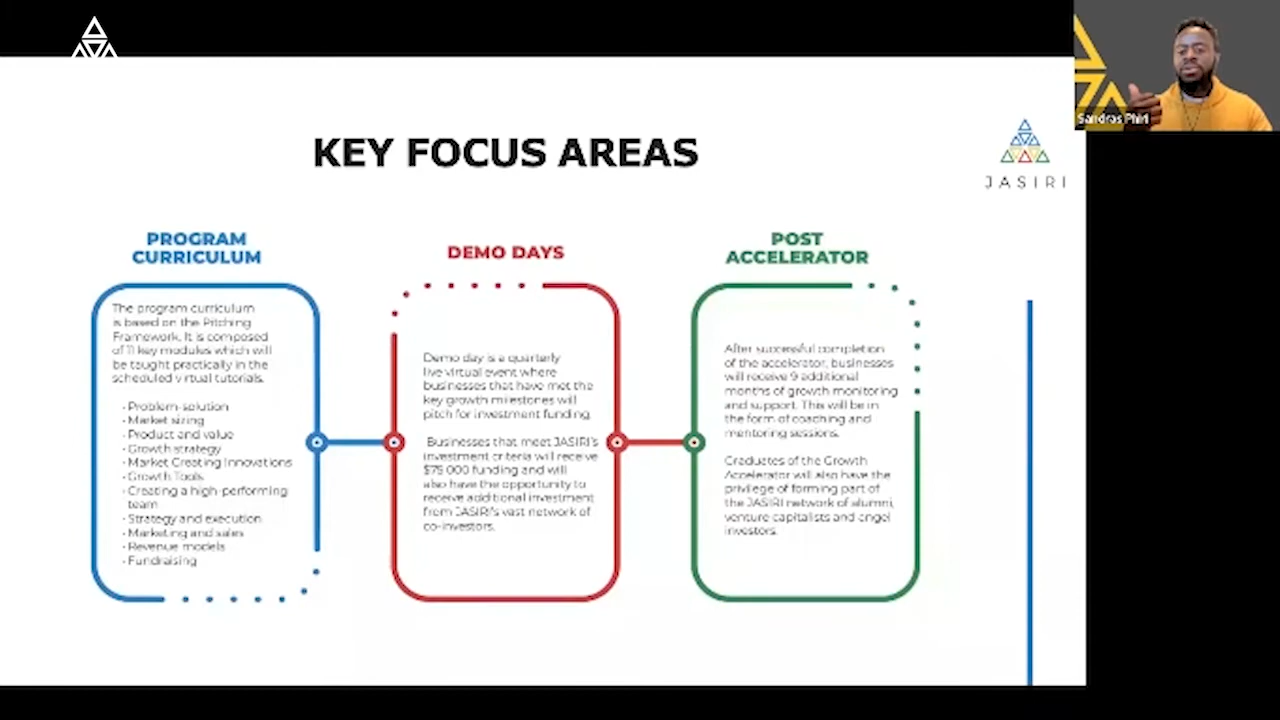 Sandras Phiri
KEY FOCUS AREAS
JASIRI
PROGRAM
CURRICULUM
The program curriculum
is based on the Pitching
Framework. It is composed
of 11 key modules which will
be taught practically in the
scheduled virtual tutorials.
• Problem-solution
• Market sizing
• Product and value
• Growth strategy
• Market Creating Innovations
• Growth Tools
• Creating a high-performing
team
• Strategy and execution
• Marketing and sales
• Revenue models
• Fundraising
DEMO DAYS
Demo day is a quarterly
live virtual event where
businesses that have met the
key growth milestones will
pitch for investment funding.
Businesses that meet JASIRI's
investment criteria will receive
$75 000 funding and will
also have the opportunity to
receive additional investment
from JASIRI's vast network of
co-investors.
POST
ACCELERATOR
After successful completion
of the accelerator, businesses
will receive 9 additional
months of growth monitoring
and support. This will be in
the form of coaching and
mentoring sessions.
Graduates of the Growth
Accelerator will also have the
privilege of forming part of
the JASIRI network of alumni,
venture capitalists and angel
investors.